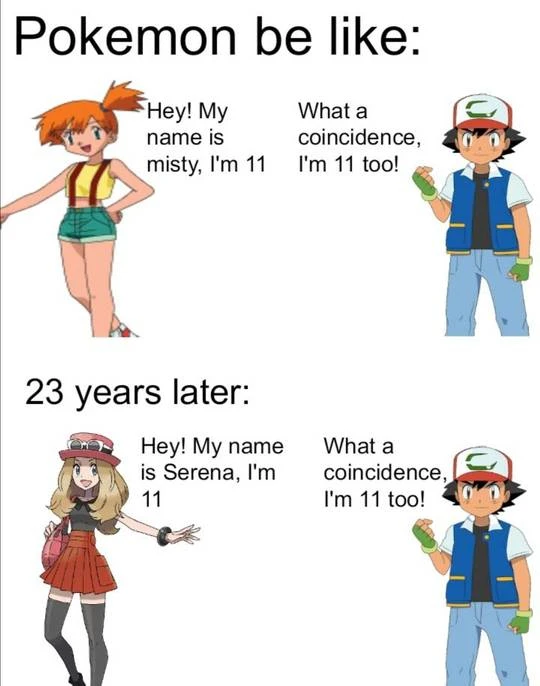 Pokemon be like:
Hey! My
name is
misty, I'm 11
What a
coincidence,
I'm 11 too!
23 years later:
Hey! My name
is Serena, I'm
11
What a
coincidence,
I'm 11 too!